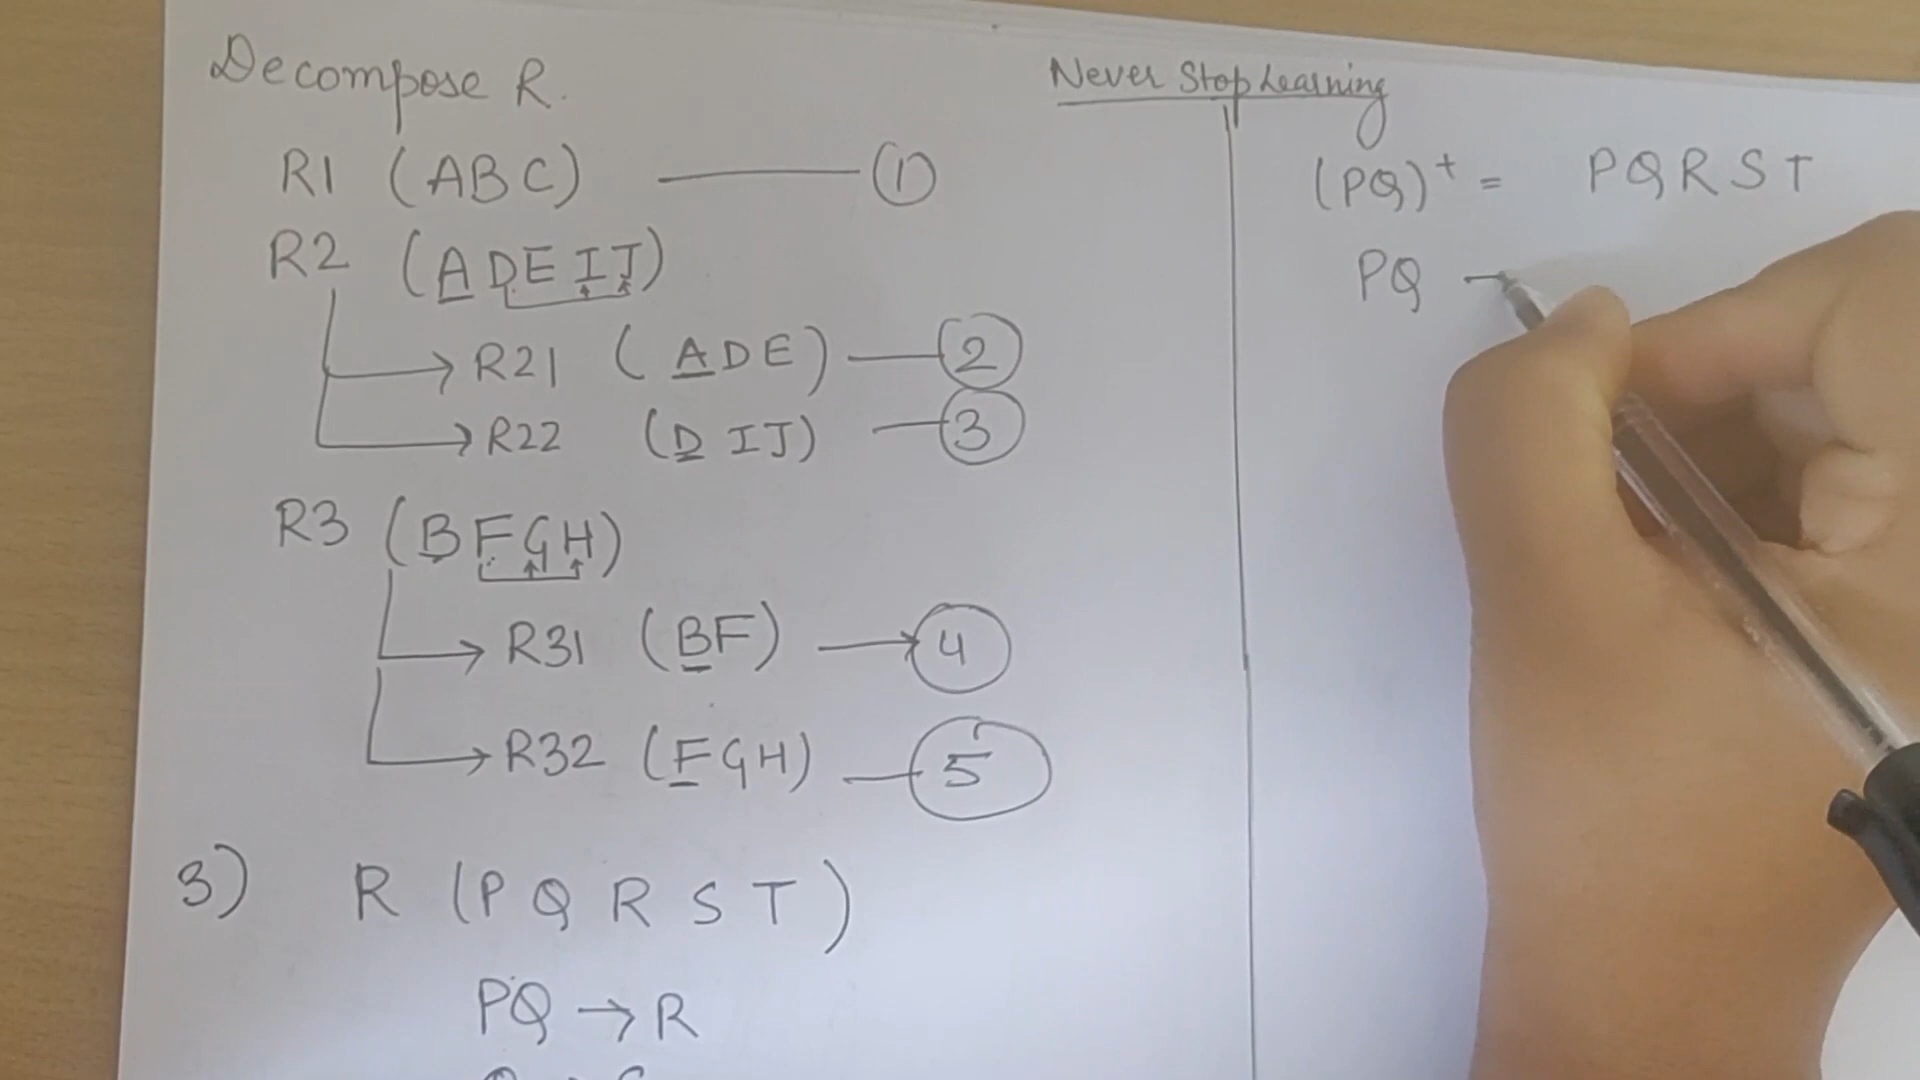 Decompose R.
R1 (ABC) ——— ①
R2 (ADEIJ)
→ R21 (ADE) — ②
→ R22 (DIJ) — ③
R3 (BFGH)
→ R31 (BF) → ④
→ R32 (FGH) — ⑤
3) R (P Q R S T)
PQ → R
Never Stop Learning
(PQ)⁺ = PQRST
PQ →